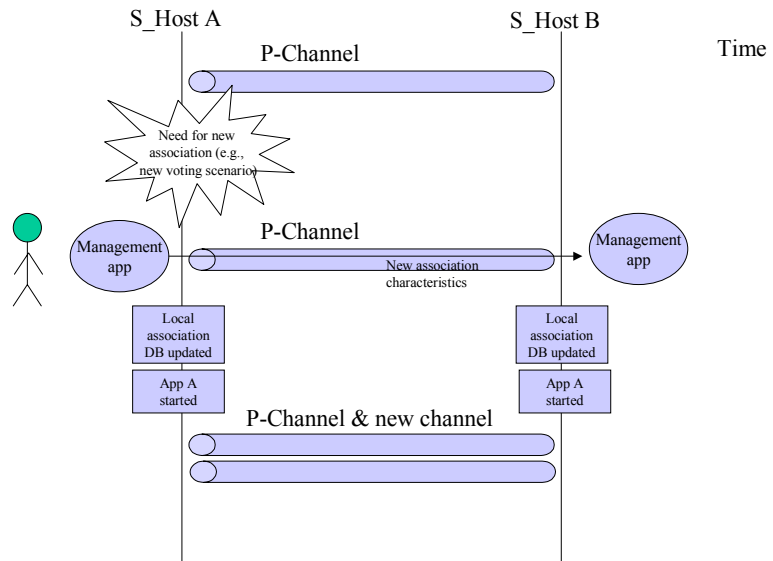 S_Host A
S_Host B
Time
P-Channel
Need for new
association (e.g.,
new voting scenario)
P-Channel
Management
app
New association
characteristics
Management
app
Local
association
DB updated
Local
association
DB updated
App A
started
App A
started
P-Channel & new channel